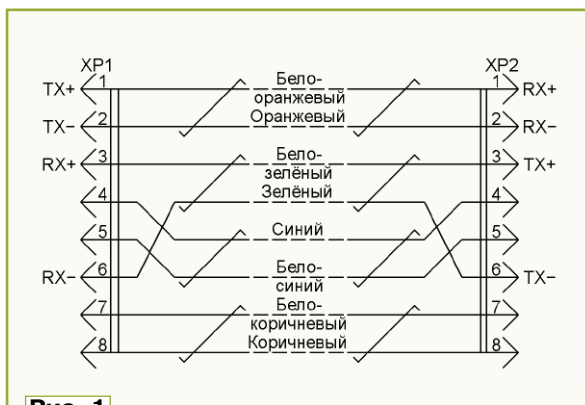 XP1 XP2
TX+ 1 Бело- 1 RX+
оранжевый
TX− 2 Оранжевый 2 RX−
RX+ 3 Бело- 3 TX+
зелёный
4 Зелёный 4
5 Синий 5
RX− 6 Бело- 6 TX−
синий
7 Бело- 7
коричневый
8 Коричневый 8
Рис. 1